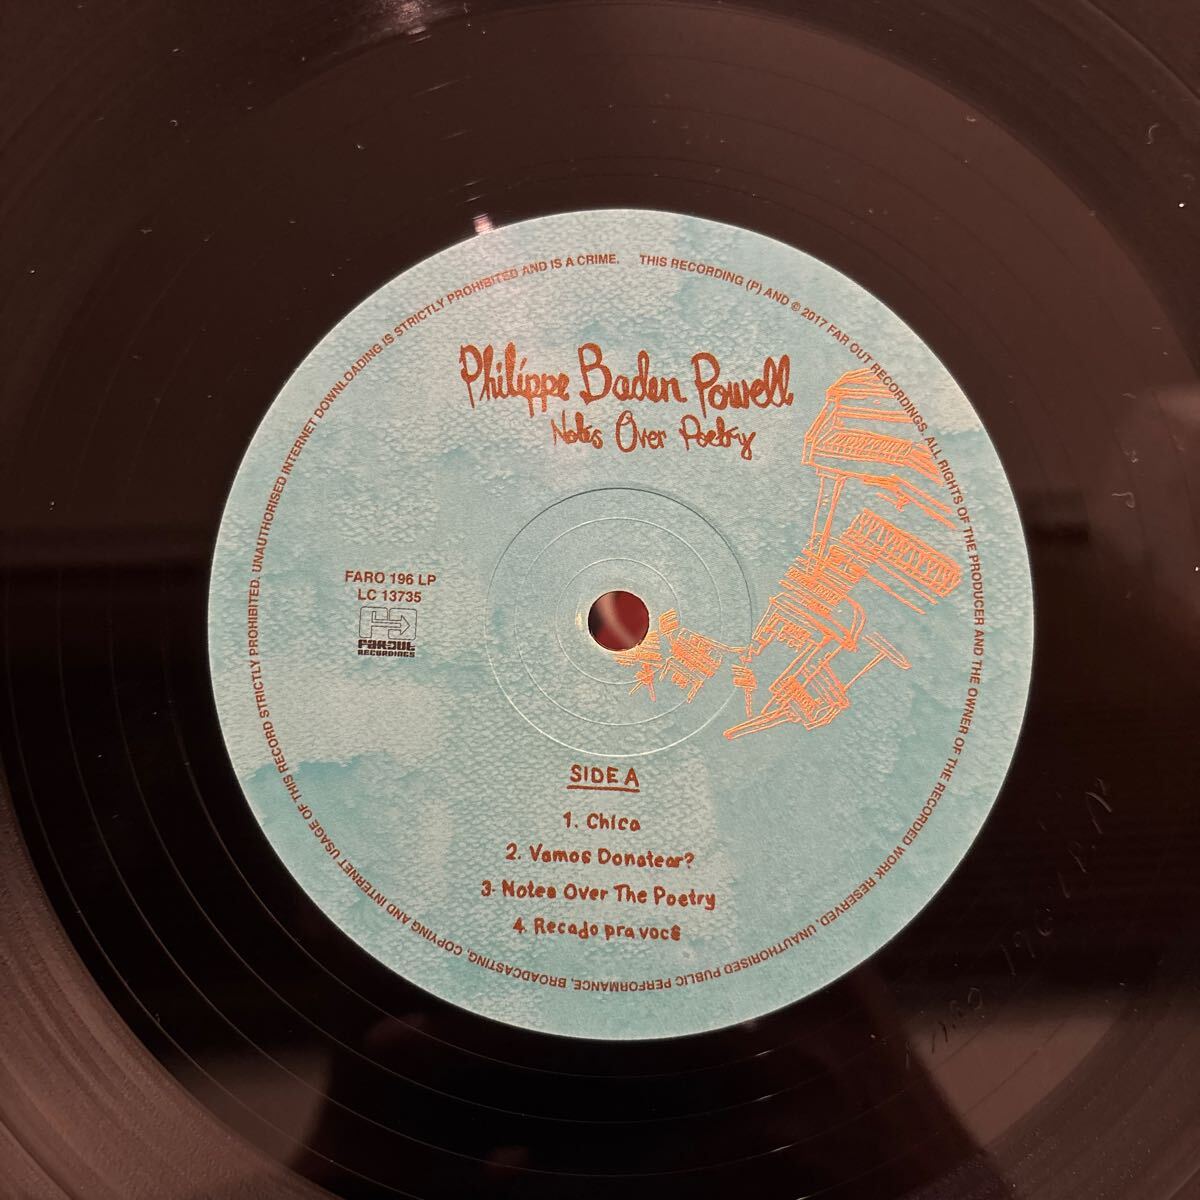 Philippe Baden Powell
Notes Over Poetry
FARO 196 LP
LC 13735
FAROUT
RECORDINGS
SIDE A
1. Chica
2. Vamos Donatear?
3. Notes Over The Poetry
4. Recado pra você
THIS RECORDING (P) AND © 2017 FAR OUT RECORDINGS. ALL RIGHTS OF THE PRODUCER AND THE OWNER OF THE RECORDED WORK RESERVED. UNAUTHORISED PUBLIC PERFORMANCE, BROADCASTING, COPYING AND INTERNET USAGE OF THIS RECORD STRICTLY PROHIBITED. UNAUTHORISED INTERNET DOWNLOADING IS STRICTLY PROHIBITED AND IS A CRIME.